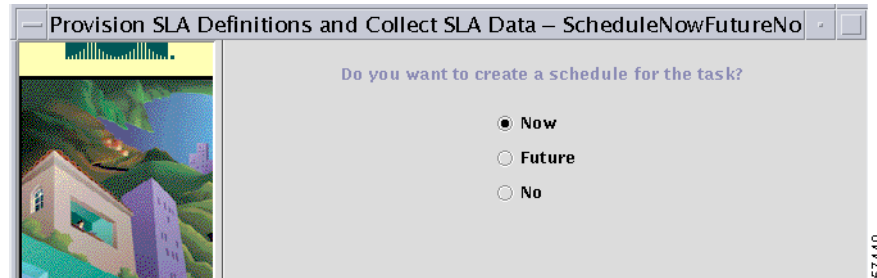 Provision SLA Definitions and Collect SLA Data – ScheduleNowFutureNo
Do you want to create a schedule for the task?
Now
Future
No